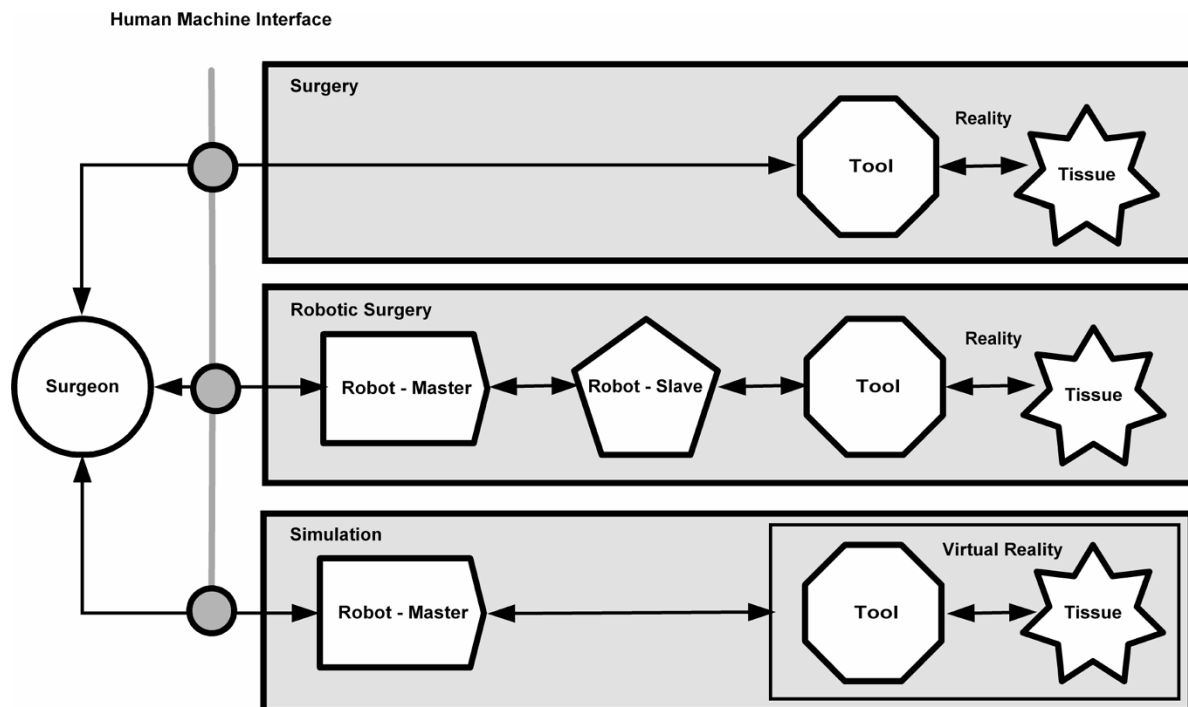 Human Machine Interface
Surgery
Reality
Tool
Tissue
Robotic Surgery
Reality
Surgeon
Robot - Master
Robot - Slave
Tool
Tissue
Simulation
Virtual Reality
Robot - Master
Tool
Tissue